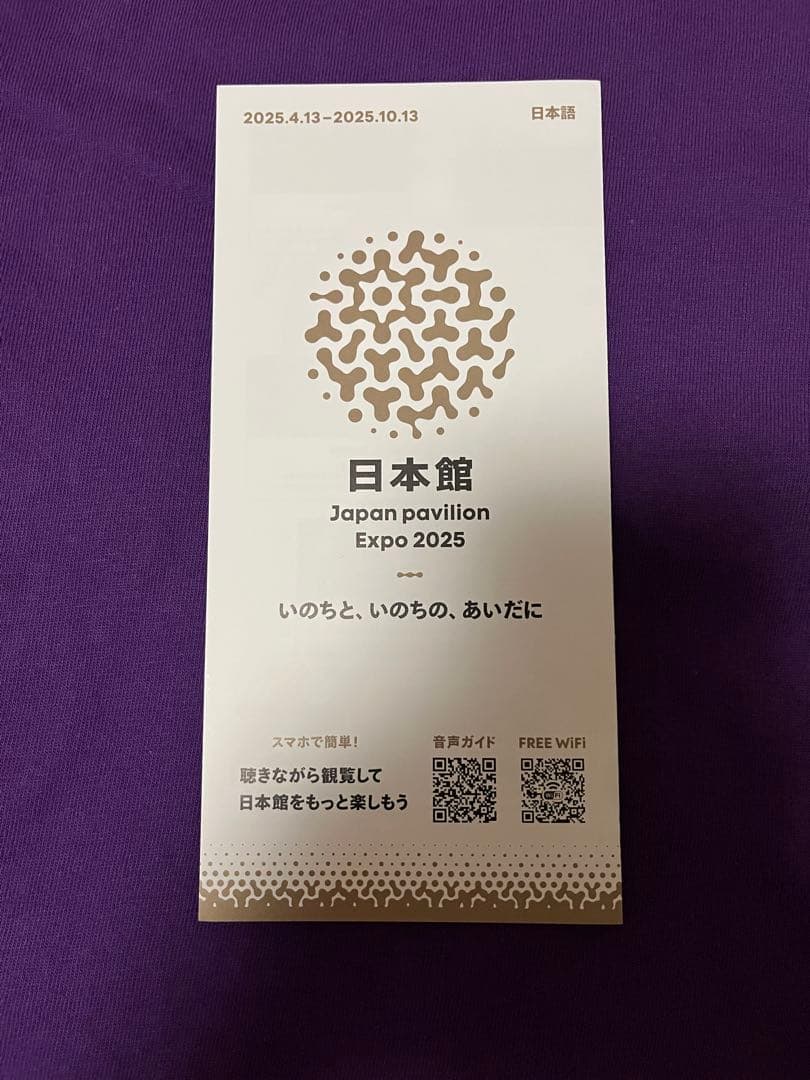 2025.4.13–2025.10.13
日本語
日本館
Japan pavilion
Expo 2025
いのちと、いのちの、あいだに
スマホで簡単！
聴きながら観覧して
日本館をもっと楽しもう
音声ガイド
FREE WiFi
WiFi